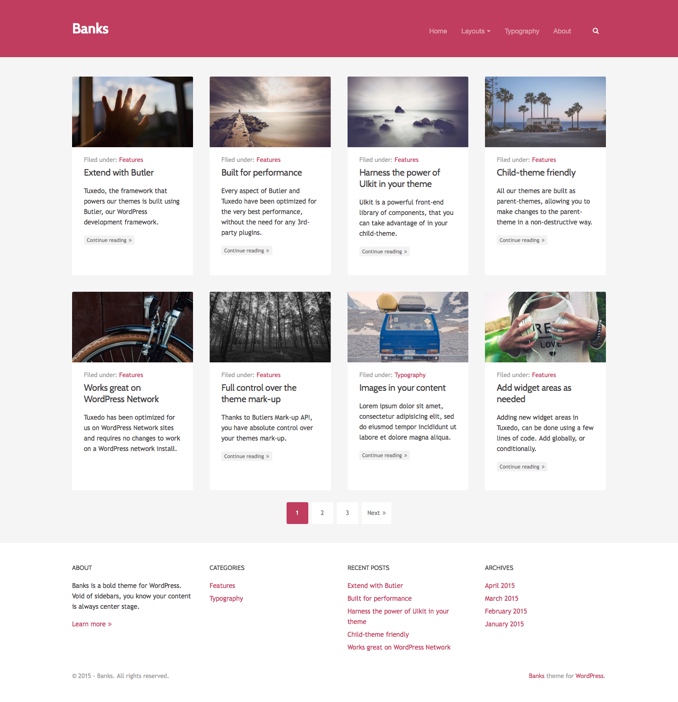 Banks
Home Layouts Typography About
Filed under: Features
Extend with Butler
Tuxedo, the framework that
powers our themes is built using
Butler, our WordPress
development framework.
Continue reading »
Filed under: Features
Built for performance
Every aspect of Butler and
Tuxedo have been optimized for
the very best performance,
without the need for any 3rd-
party plugins.
Continue reading »
Filed under: Features
Harness the power of
UIkit in your theme
UIkit is a powerful front-end
library of components, that you
can take advantage of in your
child-theme.
Continue reading »
Filed under: Features
Child-theme friendly
All our themes are built as
parent-themes, allowing you to
make changes to the parent-
theme in a non-destructive way.
Continue reading »
Filed under: Features
Works great on
WordPress Network
Tuxedo has been optimized for
us on WordPress Network sites
and requires no changes to work
on a WordPress network install.
Filed under: Features
Full control over the
theme mark-up
Thanks to Butlers Mark-up API,
you have absolute control over
your themes mark-up.
Continue reading »
Filed under: Typography
Images in your content
Lorem ipsum dolor sit amet,
consectetur adipisicing elit, sed
do eiusmod tempor incididunt ut
labore et dolore magna aliqua.
Continue reading »
LOVE
Filed under: Features
Add widget areas as
needed
Adding new widget areas in
Tuxedo, can be done using a few
lines of code. Add globally, or
conditionally.
Continue reading »
1 2 3 Next »
ABOUT
Banks is a bold theme for WordPress.
Void of sidebars, you know your content
is always center stage.
Learn more »
CATEGORIES
Features
Typography
RECENT POSTS
Extend with Butler
Built for performance
Harness the power of UIkit in your
theme
Child-theme friendly
Works great on WordPress Network
ARCHIVES
April 2015
March 2015
February 2015
January 2015
© 2015 - Banks. All rights reserved.
Banks theme for WordPress.